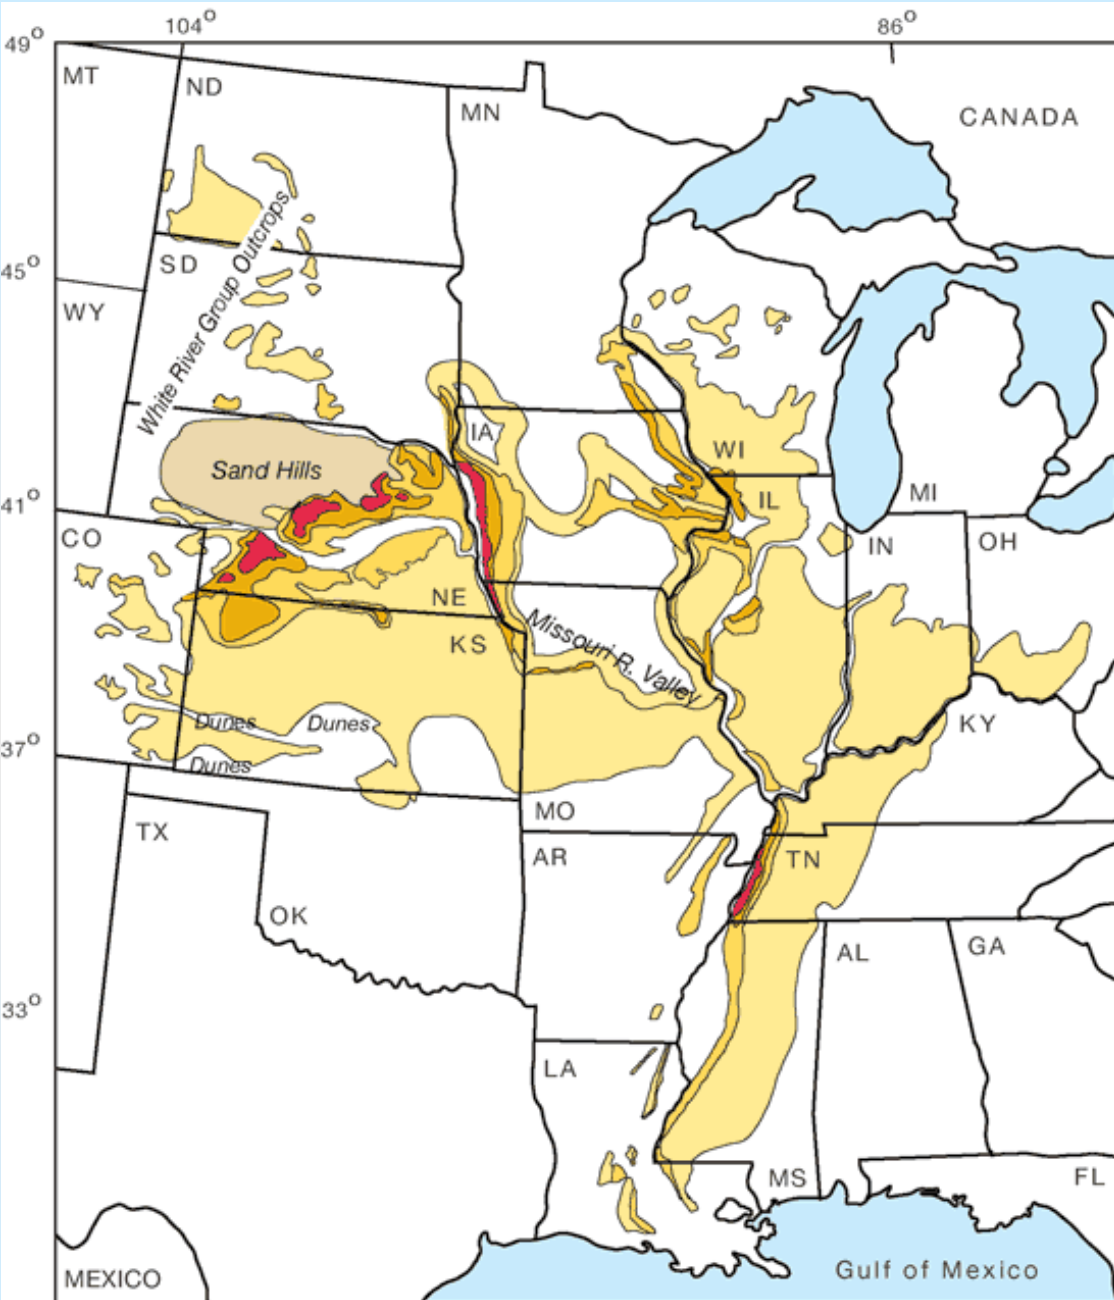 104°
86°
49°
MT
ND
MN
CANADA
45°
SD
WY
White River Group Outcrops
Sand Hills
IA
WI
41°
MI
IL
CO
IN
OH
NE
KS
Missouri R. Valley
Dunes
Dunes
Dunes
KY
37°
MO
TX
AR
TN
OK
AL
GA
33°
LA
MS
FL
MEXICO
Gulf of Mexico